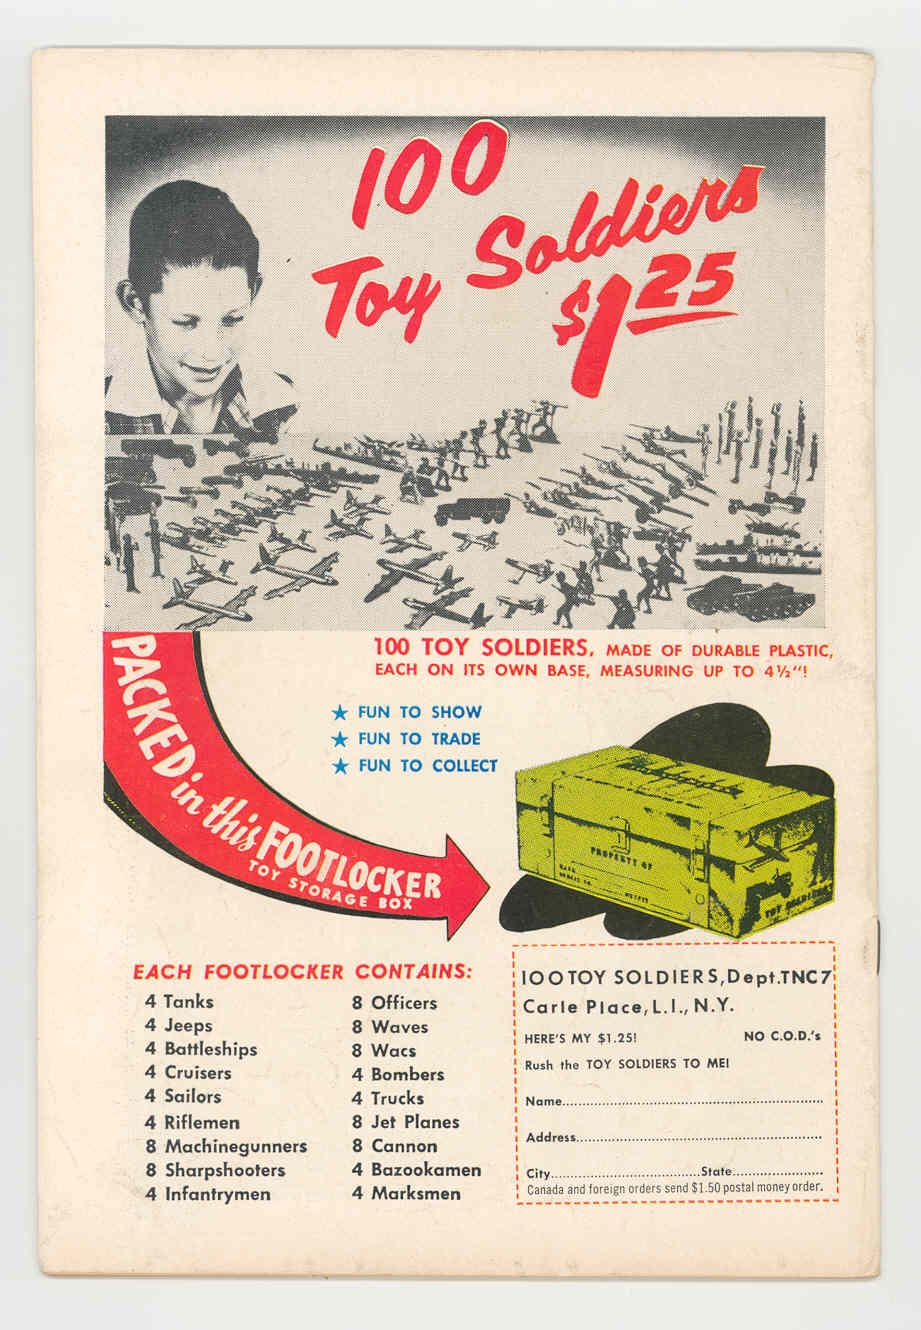 100
Toy Soldiers
$1.25
100 TOY SOLDIERS, MADE OF DURABLE PLASTIC,
EACH ON ITS OWN BASE, MEASURING UP TO 4½"!
PACKED in this FOOTLOCKER
TOY STORAGE BOX
★ FUN TO SHOW
★ FUN TO TRADE
★ FUN TO COLLECT
PROPERTY OF
TOY SOLDIERS
EACH FOOTLOCKER CONTAINS:
4 Tanks
4 Jeeps
4 Battleships
4 Cruisers
4 Sailors
4 Riflemen
8 Machinegunners
8 Sharpshooters
4 Infantrymen
8 Officers
8 Waves
8 Wacs
4 Bombers
4 Trucks
8 Jet Planes
8 Cannon
4 Bazookamen
4 Marksmen
100 TOY SOLDIERS, Dept. TNC7
Carle Place, L.I., N.Y.
HERE'S MY $1.25! NO C.O.D.'s
Rush the TOY SOLDIERS TO ME!
Name
Address
City State
Canada and foreign orders send $1.50 postal money order.